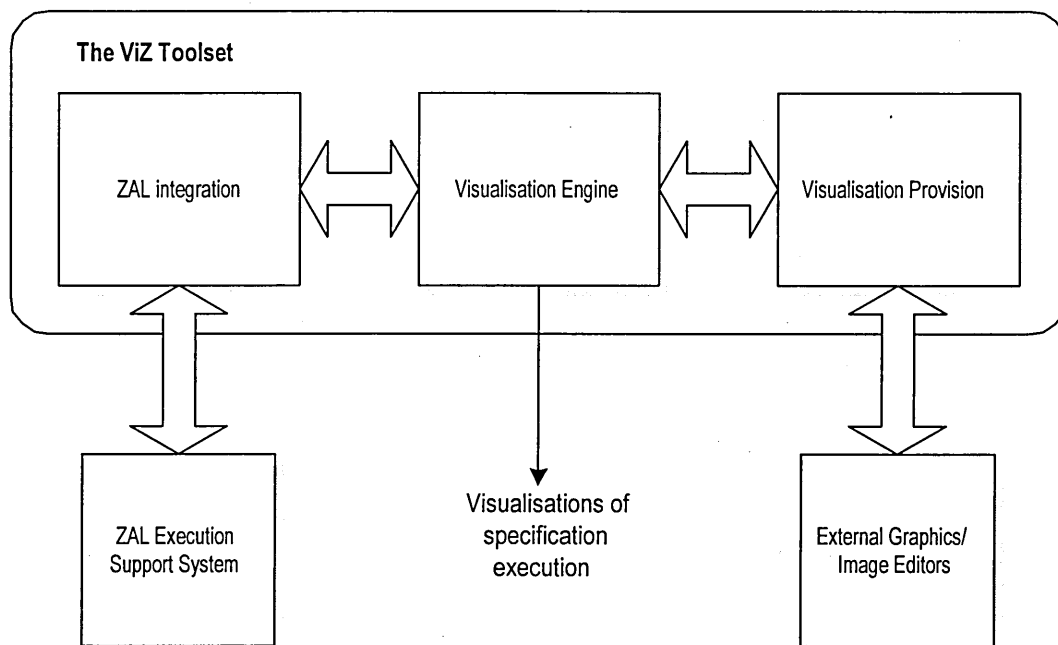 The ViZ Toolset
ZAL integration
Visualisation Engine
Visualisation Provision
ZAL Execution
Support System
Visualisations of
specification
execution
External Graphics/
Image Editors